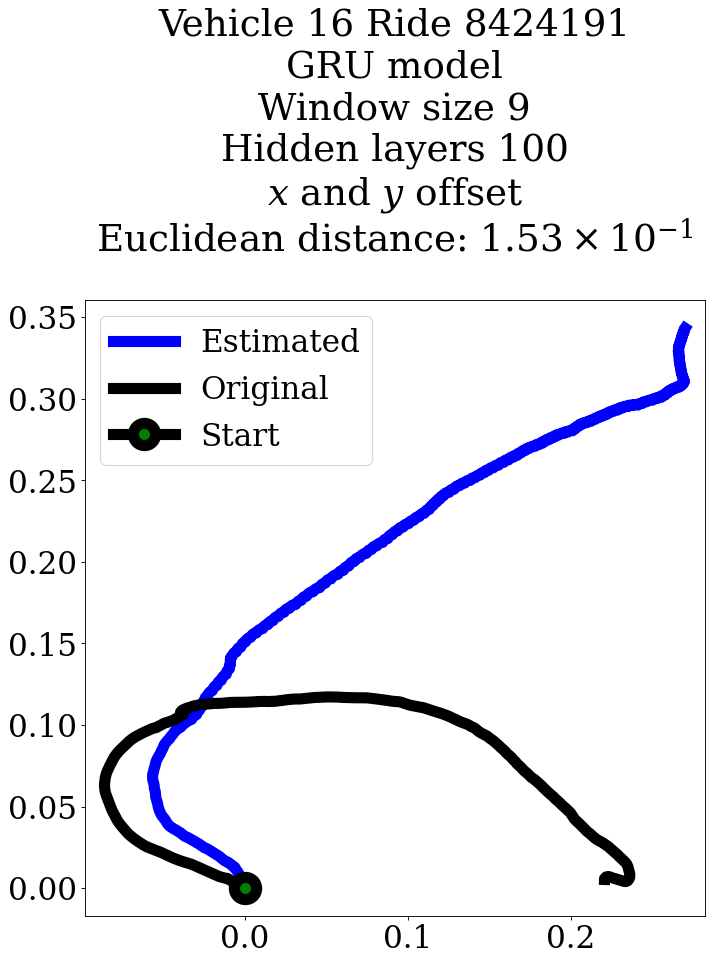 Vehicle 16 Ride 8424191
GRU model
Window size 9
Hidden layers 100
x and y offset
Euclidean distance: 1.53 × 10⁻¹
0.35
0.30
0.25
0.20
0.15
0.10
0.05
0.00
Estimated
Original
Start
0.0 0.1 0.2